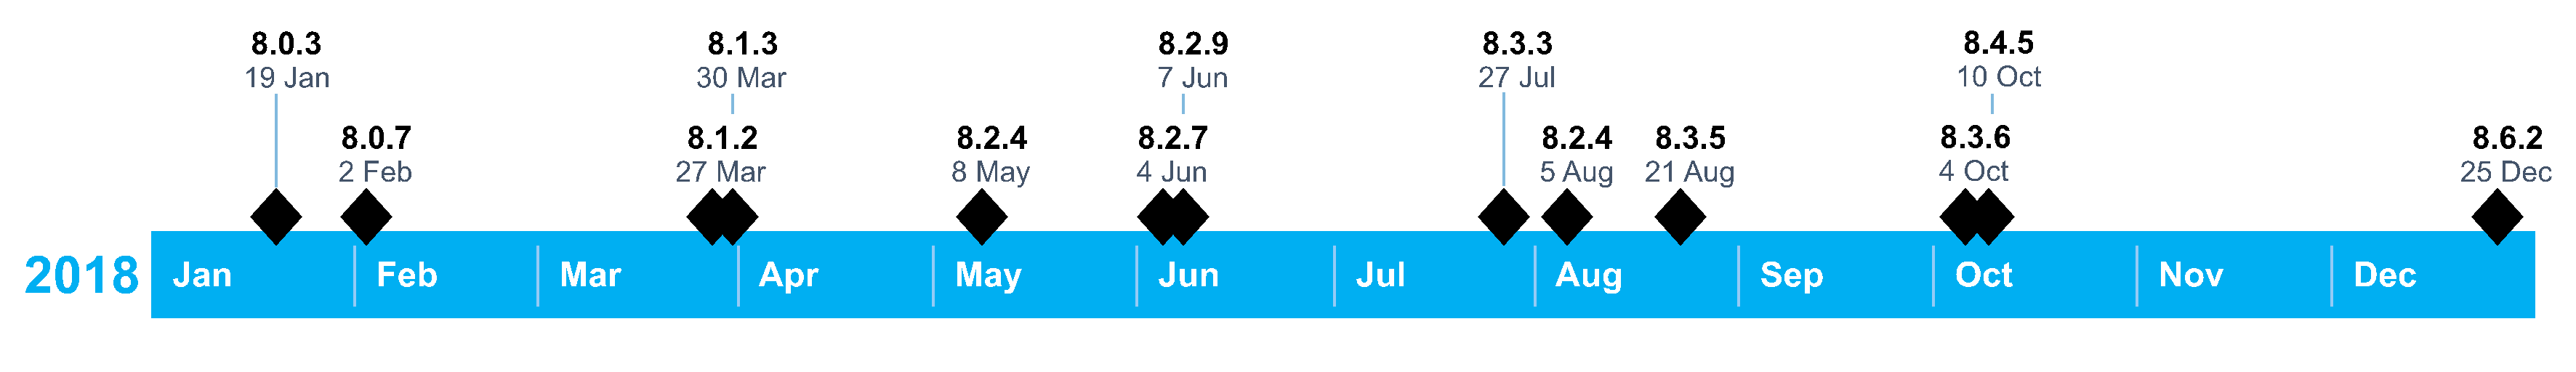 8.0.3
19 Jan
8.1.3
30 Mar
8.2.9
7 Jun
8.3.3
27 Jul
8.4.5
10 Oct
8.0.7
2 Feb
8.1.2
27 Mar
8.2.4
8 May
8.2.7
4 Jun
8.2.4
5 Aug
8.3.5
21 Aug
8.3.6
4 Oct
8.6.2
25 Dec
2018 Jan Feb Mar Apr May Jun Jul Aug Sep Oct Nov Dec